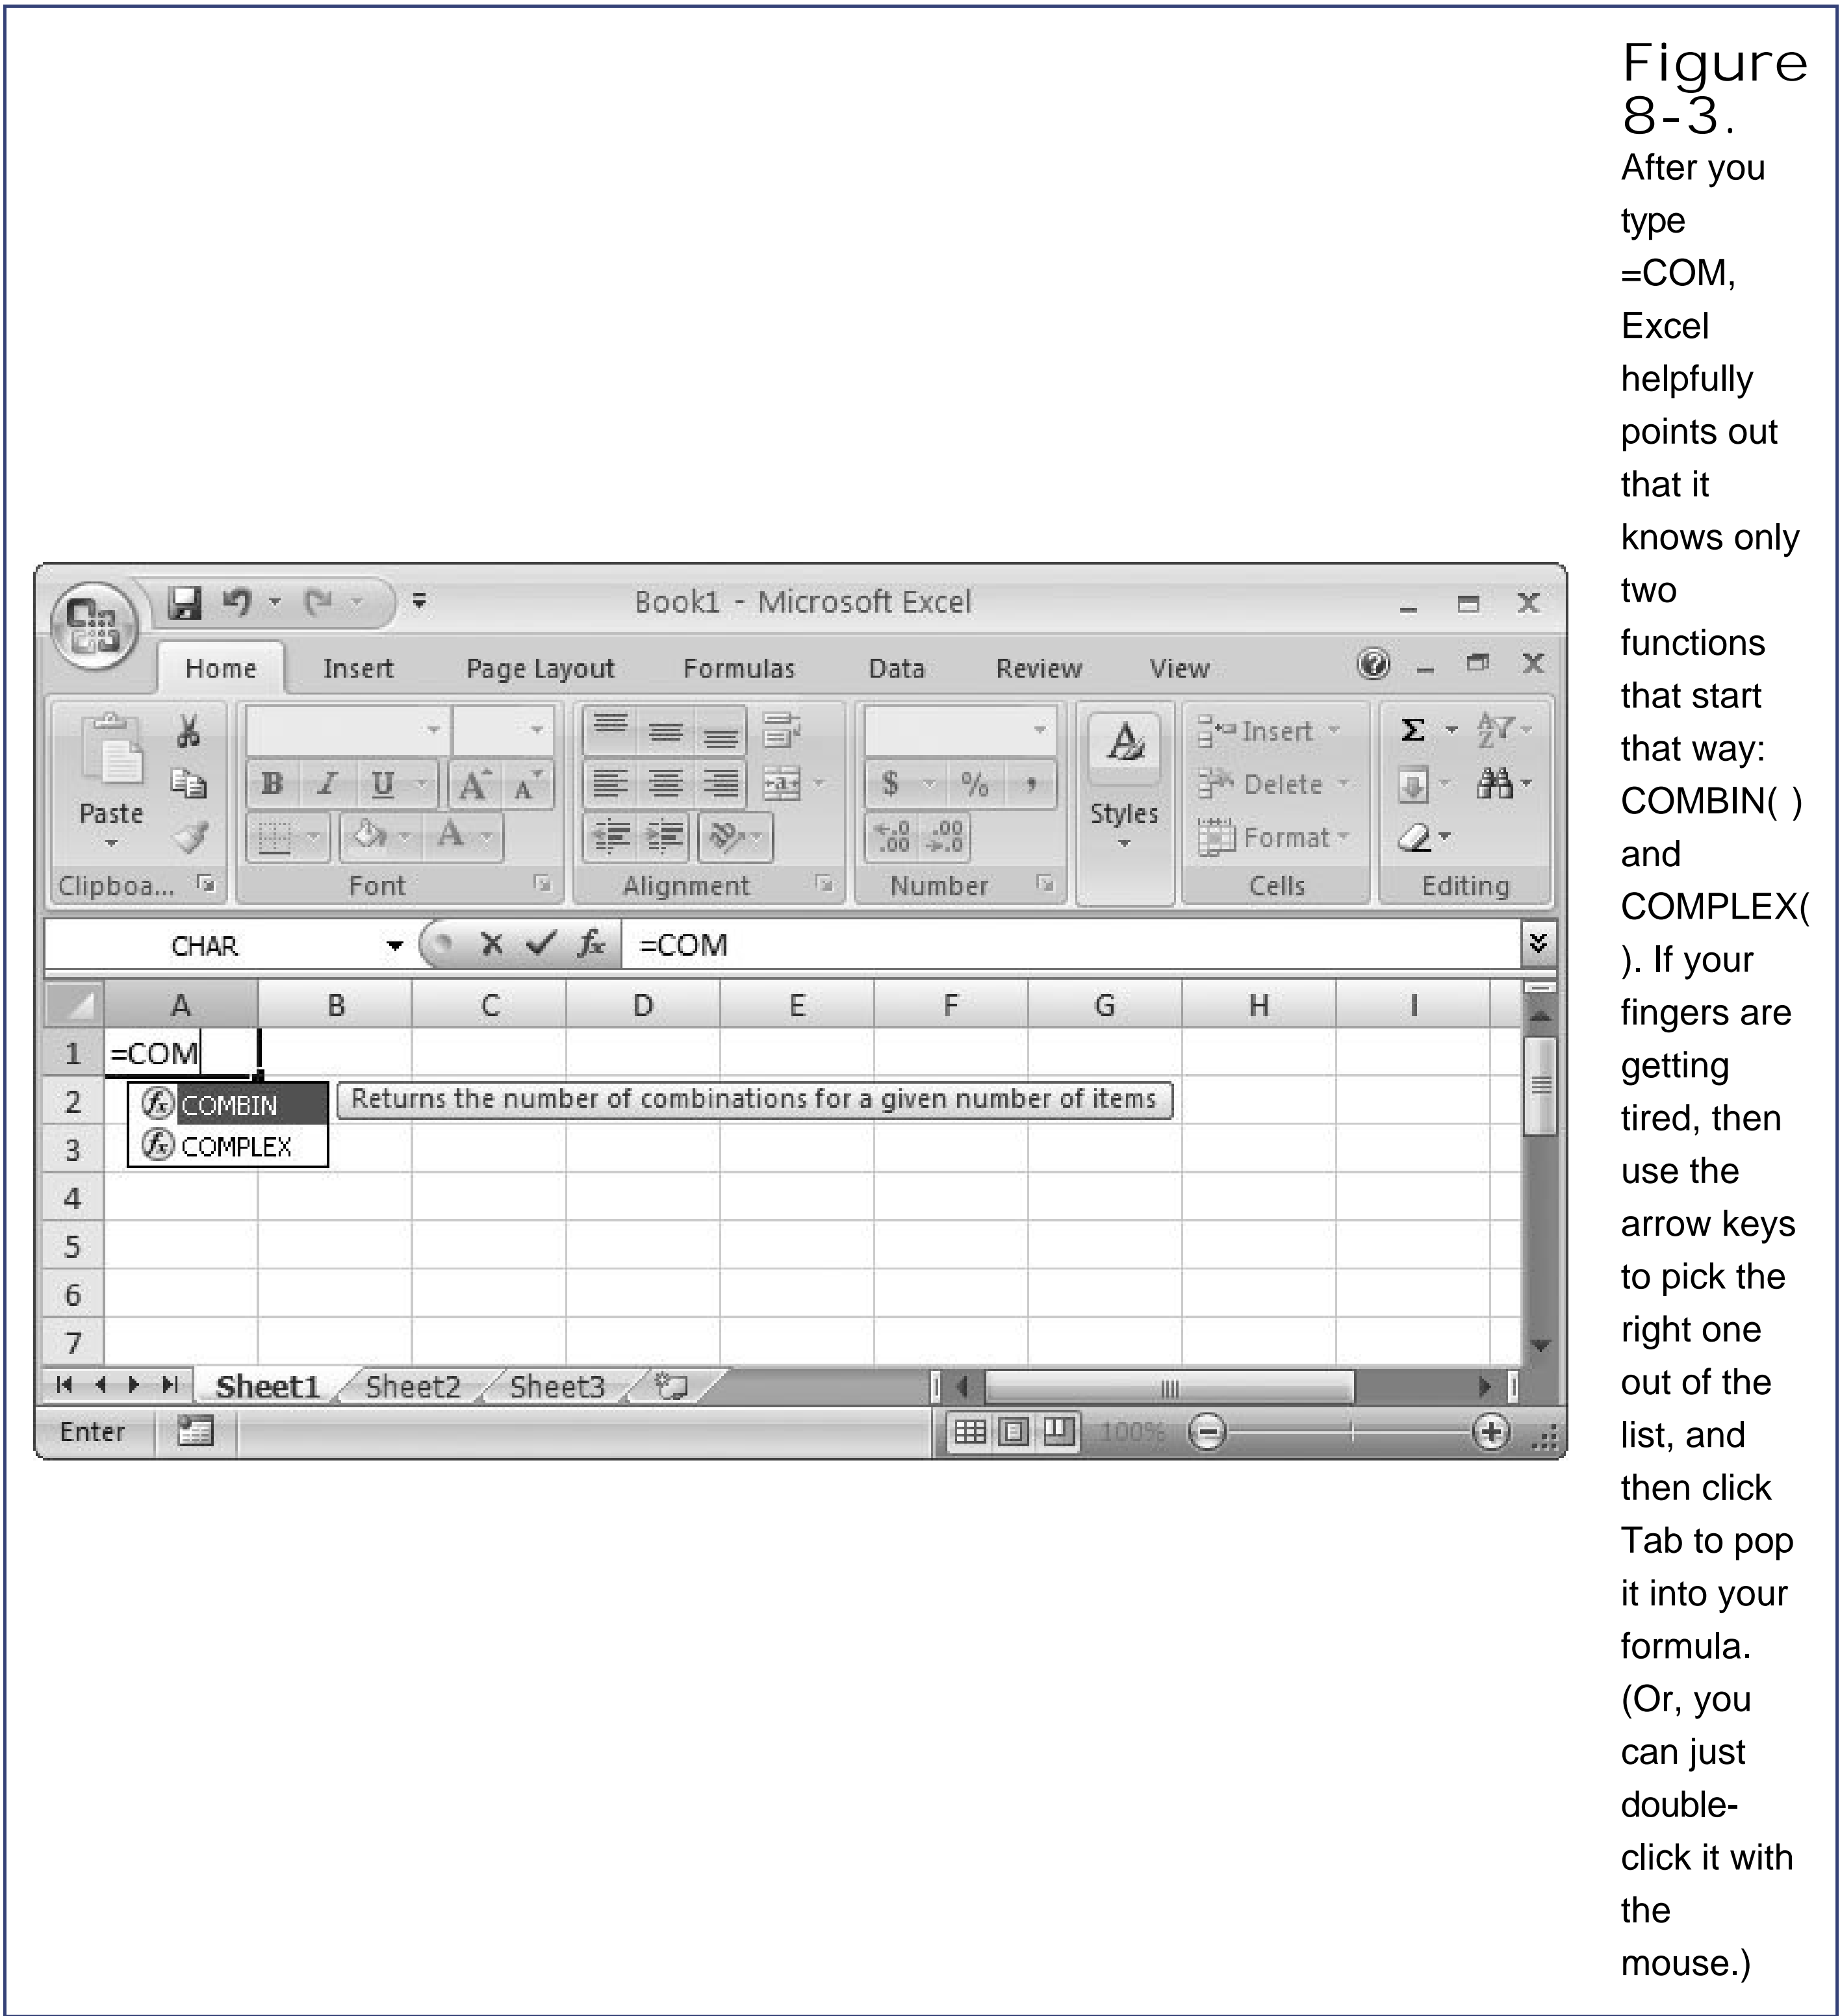 Book1 - Microsoft Excel
Home Insert Page Layout Formulas Data Review View
Paste
B I U A A
A
$ % ,
Styles
Insert
Delete
Format
Clipboa... Font Alignment Number Cells Editing
CHAR fx =COM
A B C D E F G H I
1 =COM
2 fx COMBIN Returns the number of combinations for a given number of items
3 fx COMPLEX
4
5
6
7
Sheet1 Sheet2 Sheet3
Enter 100%
Figure
8-3.
After you
type
=COM,
Excel
helpfully
points out
that it
knows only
two
functions
that start
that way:
COMBIN( )
and
COMPLEX(
). If your
fingers are
getting
tired, then
use the
arrow keys
to pick the
right one
out of the
list, and
then click
Tab to pop
it into your
formula.
(Or, you
can just
double-
click it with
the
mouse.)